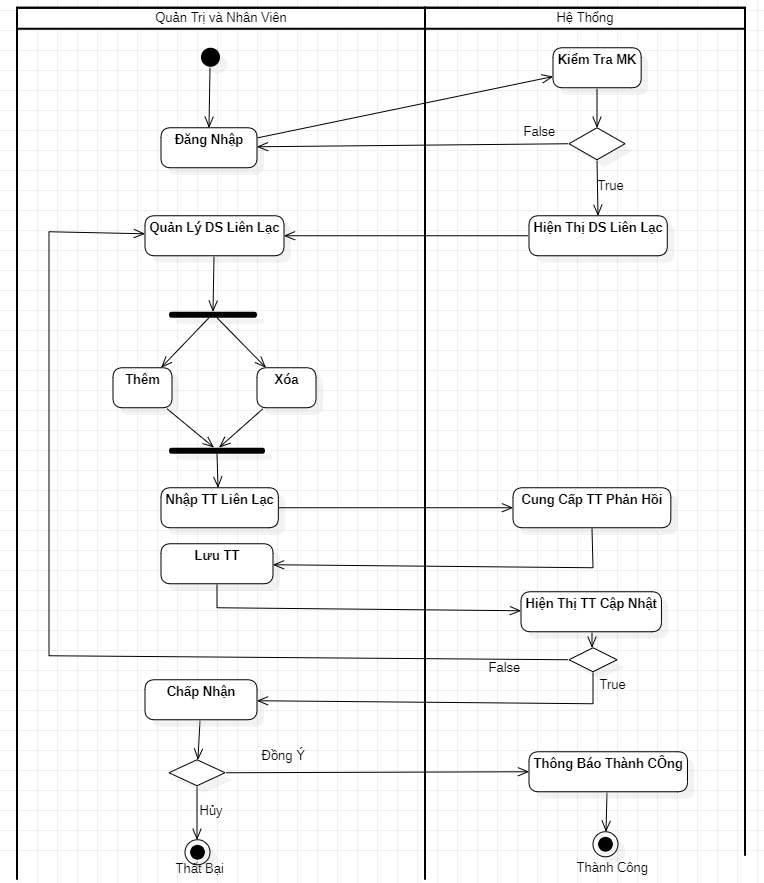 Quản Trị và Nhân Viên
Hệ Thống
Kiểm Tra MK
Đăng Nhập
False
True
Quản Lý DS Liên Lạc
Hiện Thị DS Liên Lạc
Thêm
Xóa
Nhập TT Liên Lạc
Cung Cấp TT Phản Hồi
Lưu TT
Hiện Thị TT Cập Nhật
False
True
Chấp Nhận
Đồng Ý
Thông Báo Thành CÔng
Hủy
Thất Bại
Thành Công